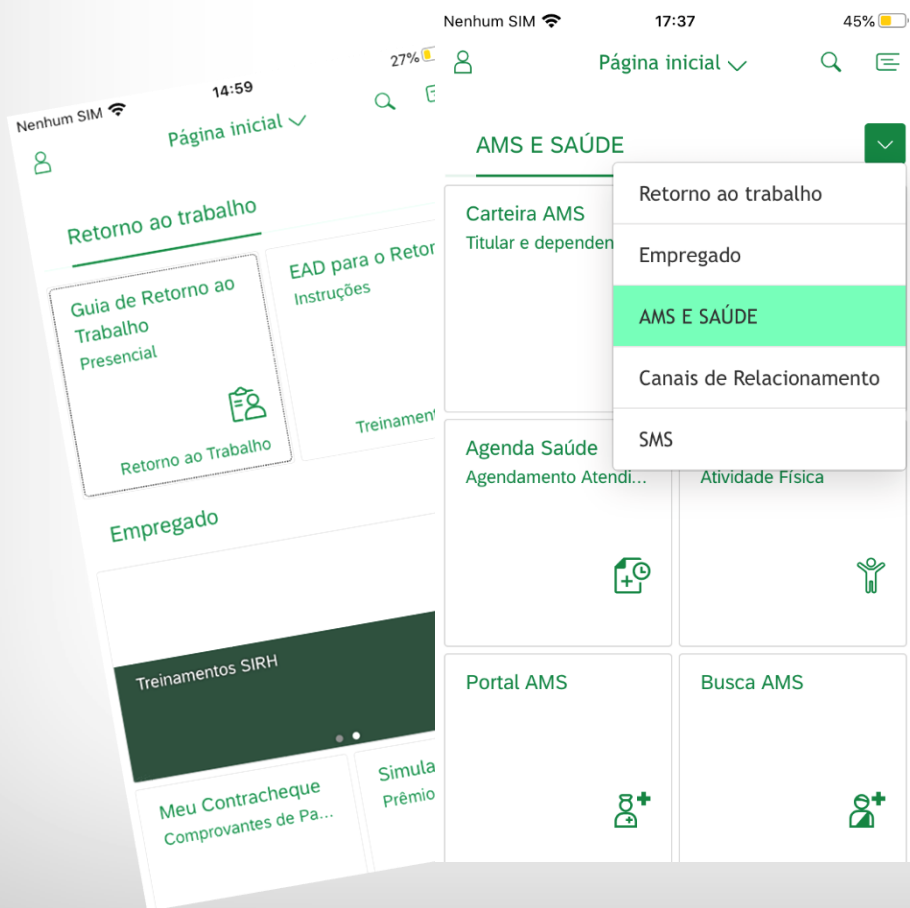 Nenhum SIM
14:59
27%
Página inicial
Retorno ao trabalho
Guia de Retorno ao
Trabalho
Presencial
Retorno ao Trabalho
EAD para o Retor
Instruções
Treinamen
Empregado
Treinamentos SIRH
Meu Contracheque
Comprovantes de Pa...
Simula
Prêmio
Nenhum SIM
17:37
45%
Página inicial
AMS E SAÚDE
Carteira AMS
Titular e dependen
Retorno ao trabalho
Empregado
AMS E SAÚDE
Canais de Relacionamento
SMS
Agenda Saúde
Agendamento Atendi...
Atividade Física
Portal AMS
Busca AMS